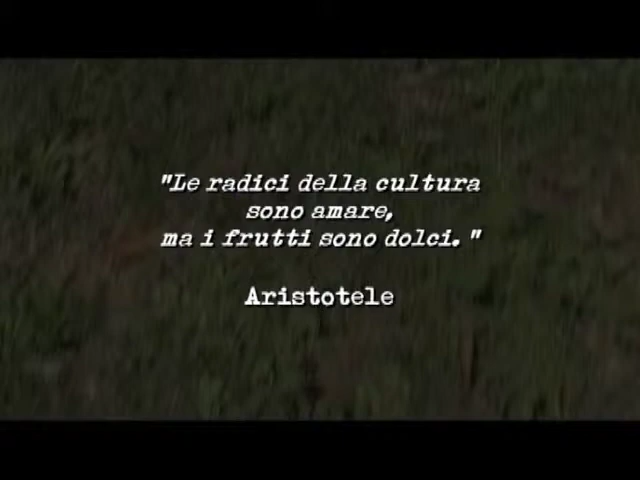 "Le radici della cultura
sono amare,
ma i frutti sono dolci. "
Aristotele